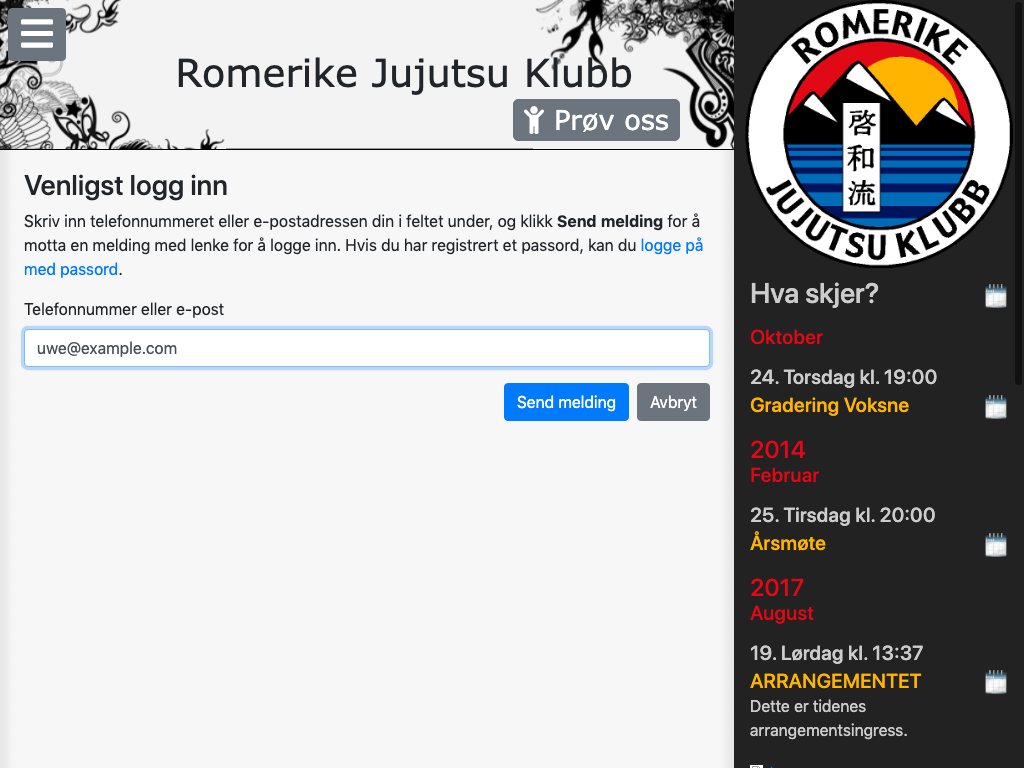 Romerike Jujutsu Klubb
Prøv oss
Venligst logg inn
Skriv inn telefonnummeret eller e-postadressen din i feltet under, og klikk Send melding for å
motta en melding med lenke for å logge inn. Hvis du har registrert et passord, kan du logge på
med passord.
Telefonnummer eller e-post
uwe@example.com
Send melding
Avbryt
ROMERIKE
啓和流
JUJUTSU KLUBB
Hva skjer?
Oktober
24. Torsdag kl. 19:00
Gradering Voksne
2014
Februar
25. Tirsdag kl. 20:00
Årsmøte
2017
August
19. Lørdag kl. 13:37
ARRANGEMENTET
Dette er tidenes
arrangementsingress.